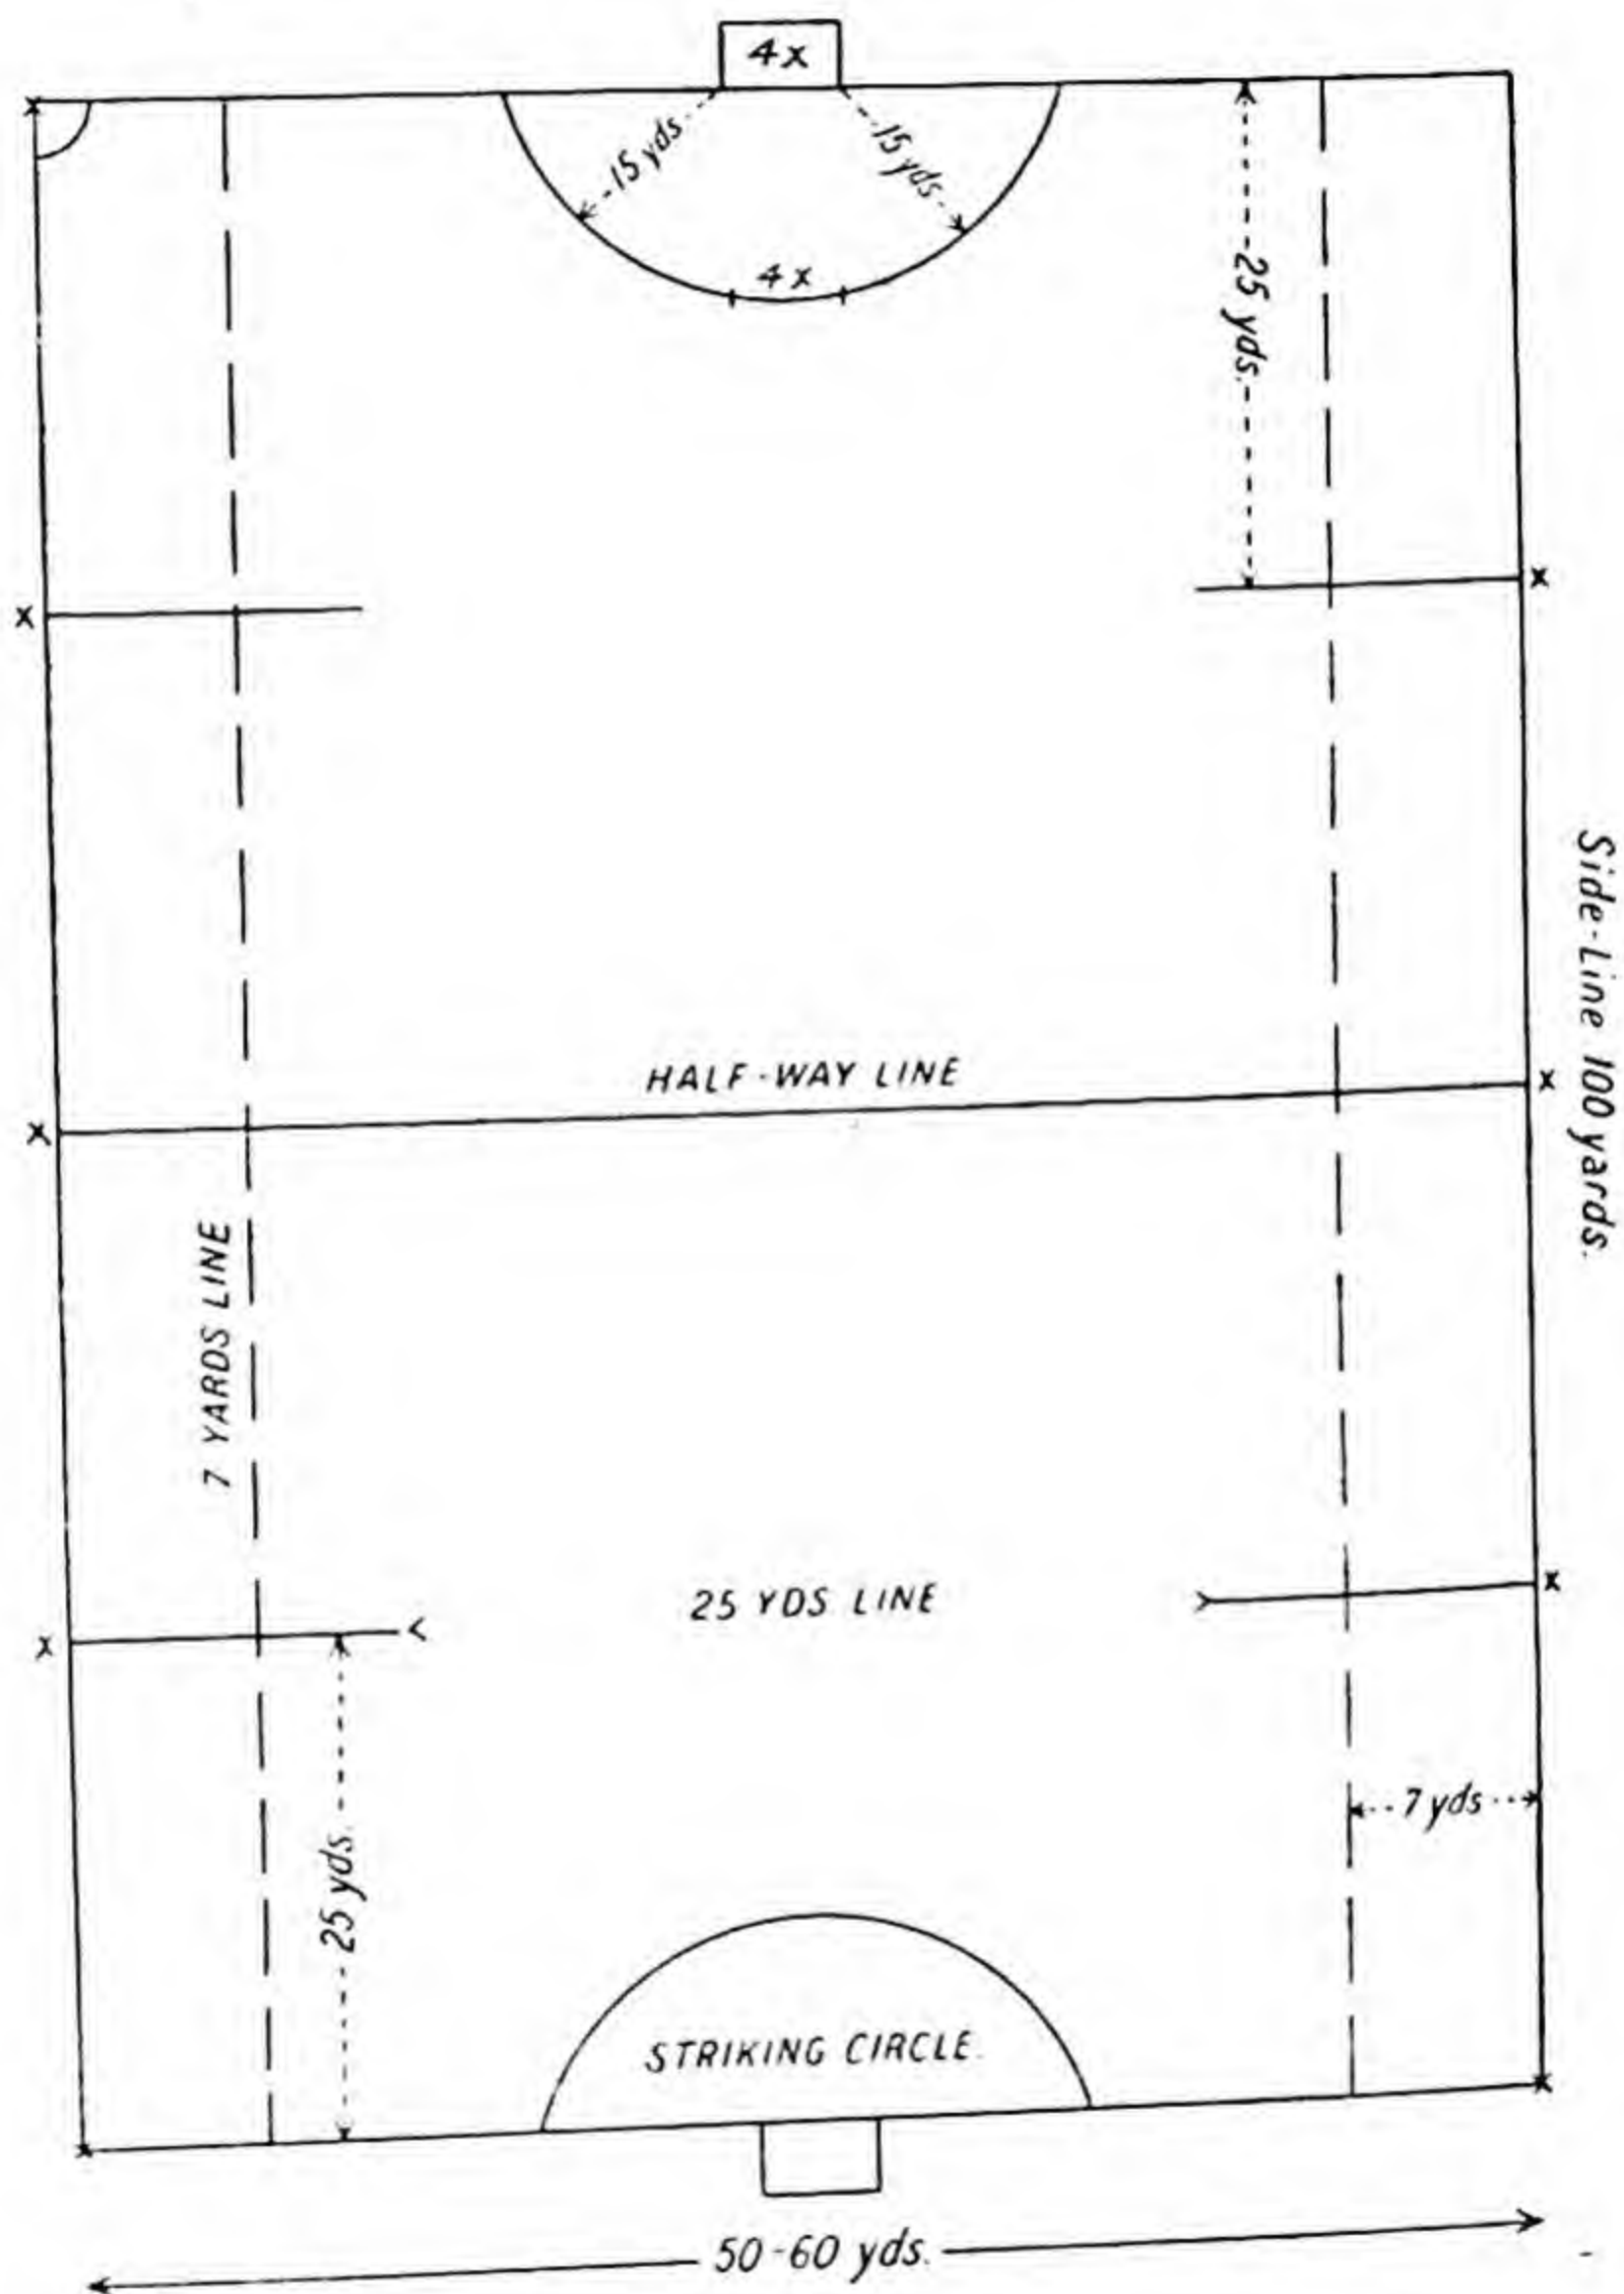 4x
-15 yds.
-15 yds.
4x
25 yds.
Side-Line 100 yards.
HALF-WAY LINE
7 YARDS LINE
25 YDS LINE
7 yds
25 yds.
STRIKING CIRCLE.
50-60 yds.